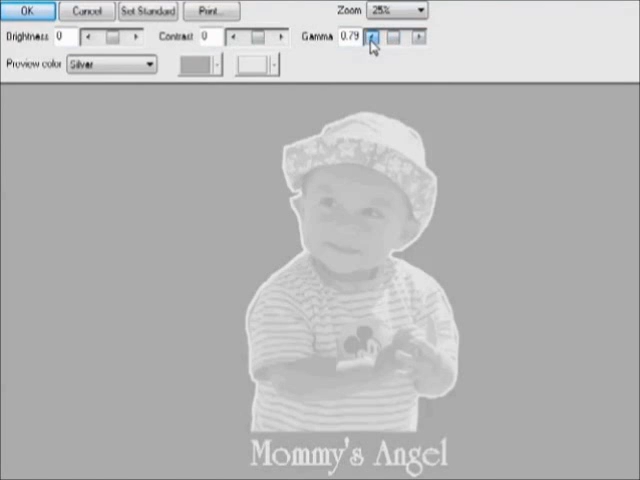 OK Cancel Set Standard Print... Zoom 25%
Brightness 0 Contrast 0 Gamma 0.79
Preview color Silver
Mommy's Angel